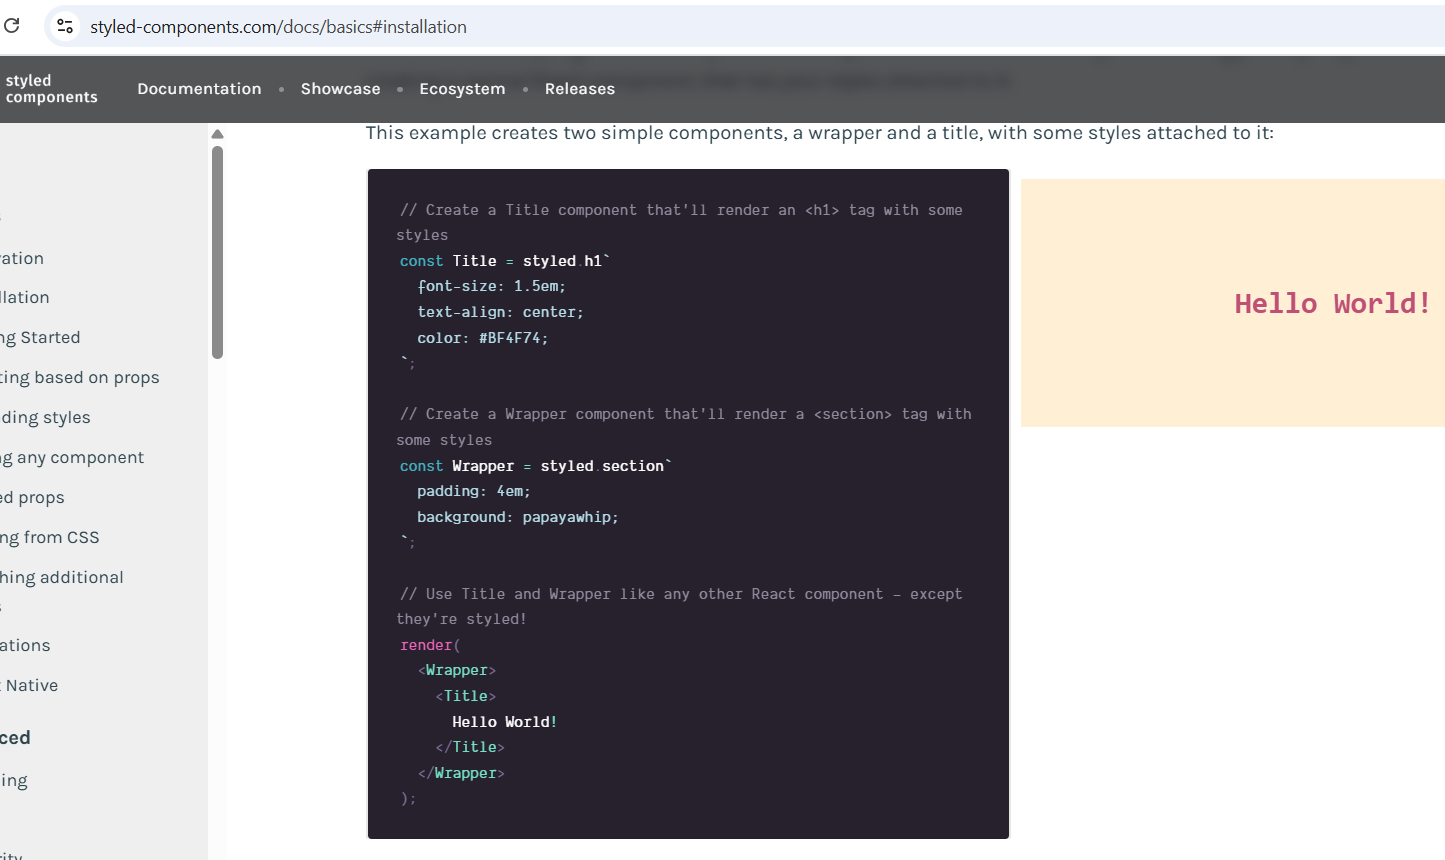 styled-components.com/docs/basics#installation
styled
components
Documentation
Showcase
Ecosystem
Releases
ation
llation
ng Started
ting based on props
ding styles
ng any component
ed props
ng from CSS
hing additional
s
ations
t Native
ced
ing
rity
This example creates two simple components, a wrapper and a title, with some styles attached to it:
// Create a Title component that'll render an <h1> tag with some
styles
const Title = styled.h1`
font-size: 1.5em;
text-align: center;
color: #BF4F74;
`;
// Create a Wrapper component that'll render a <section> tag with
some styles
const Wrapper = styled.section`
padding: 4em;
background: papayawhip;
`;
// Use Title and Wrapper like any other React component – except
they're styled!
render(
<Wrapper>
<Title>
Hello World!
</Title>
</Wrapper>
);
Hello World!